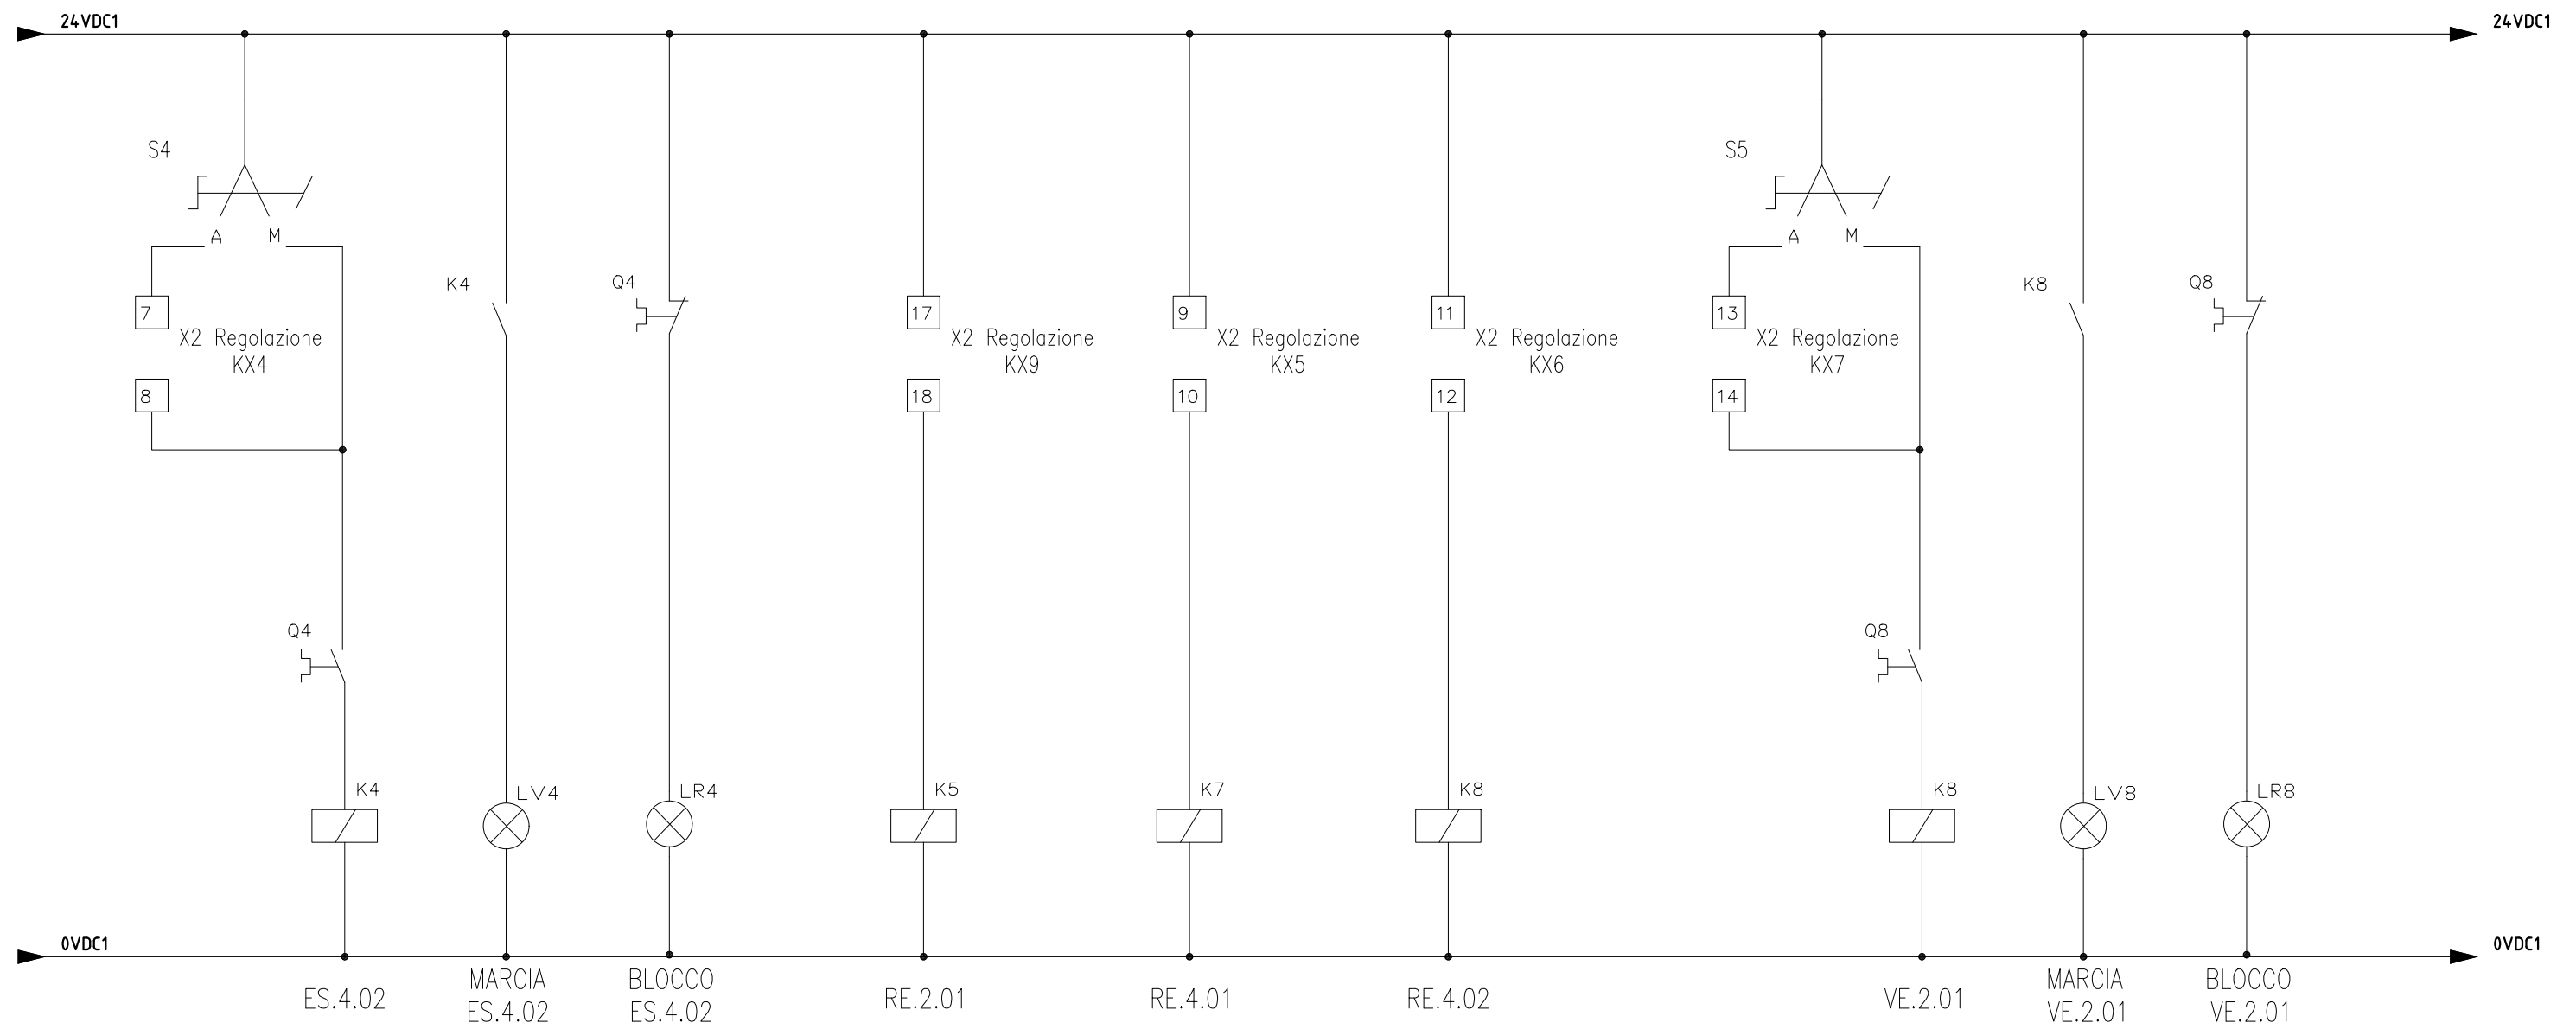 24VDC1
24VDC1
S4
S5
A M
A M
K4
Q4
K8
Q8
7
17
9
11
13
X2 Regolazione
KX4
X2 Regolazione
KX9
X2 Regolazione
KX5
X2 Regolazione
KX6
X2 Regolazione
KX7
8
18
10
12
14
Q4
Q8
K4
LV4
LR4
K5
K7
K8
K8
LV8
LR8
0VDC1
0VDC1
ES.4.02
MARCIA
ES.4.02
BLOCCO
ES.4.02
RE.2.01
RE.4.01
RE.4.02
VE.2.01
MARCIA
VE.2.01
BLOCCO
VE.2.01